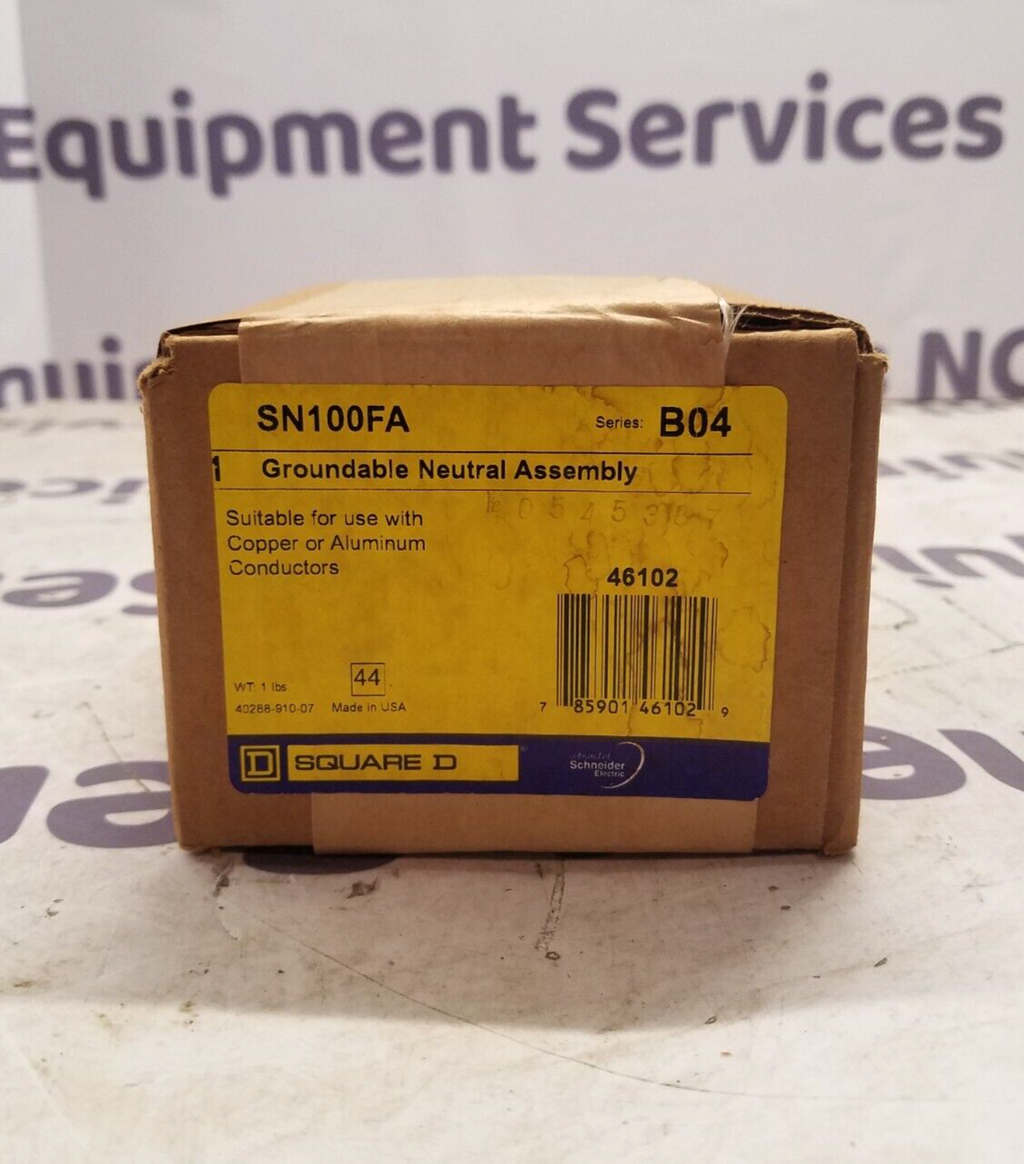 Equipment Services
SN100FA
Series: B04
1 Groundable Neutral Assembly
Suitable for use with
Copper or Aluminum
Conductors
46102
WT: 1 lbs.
44
40288-910-07 Made in USA
7 85901 46102 9
D SQUARE D
Schneider
Electric